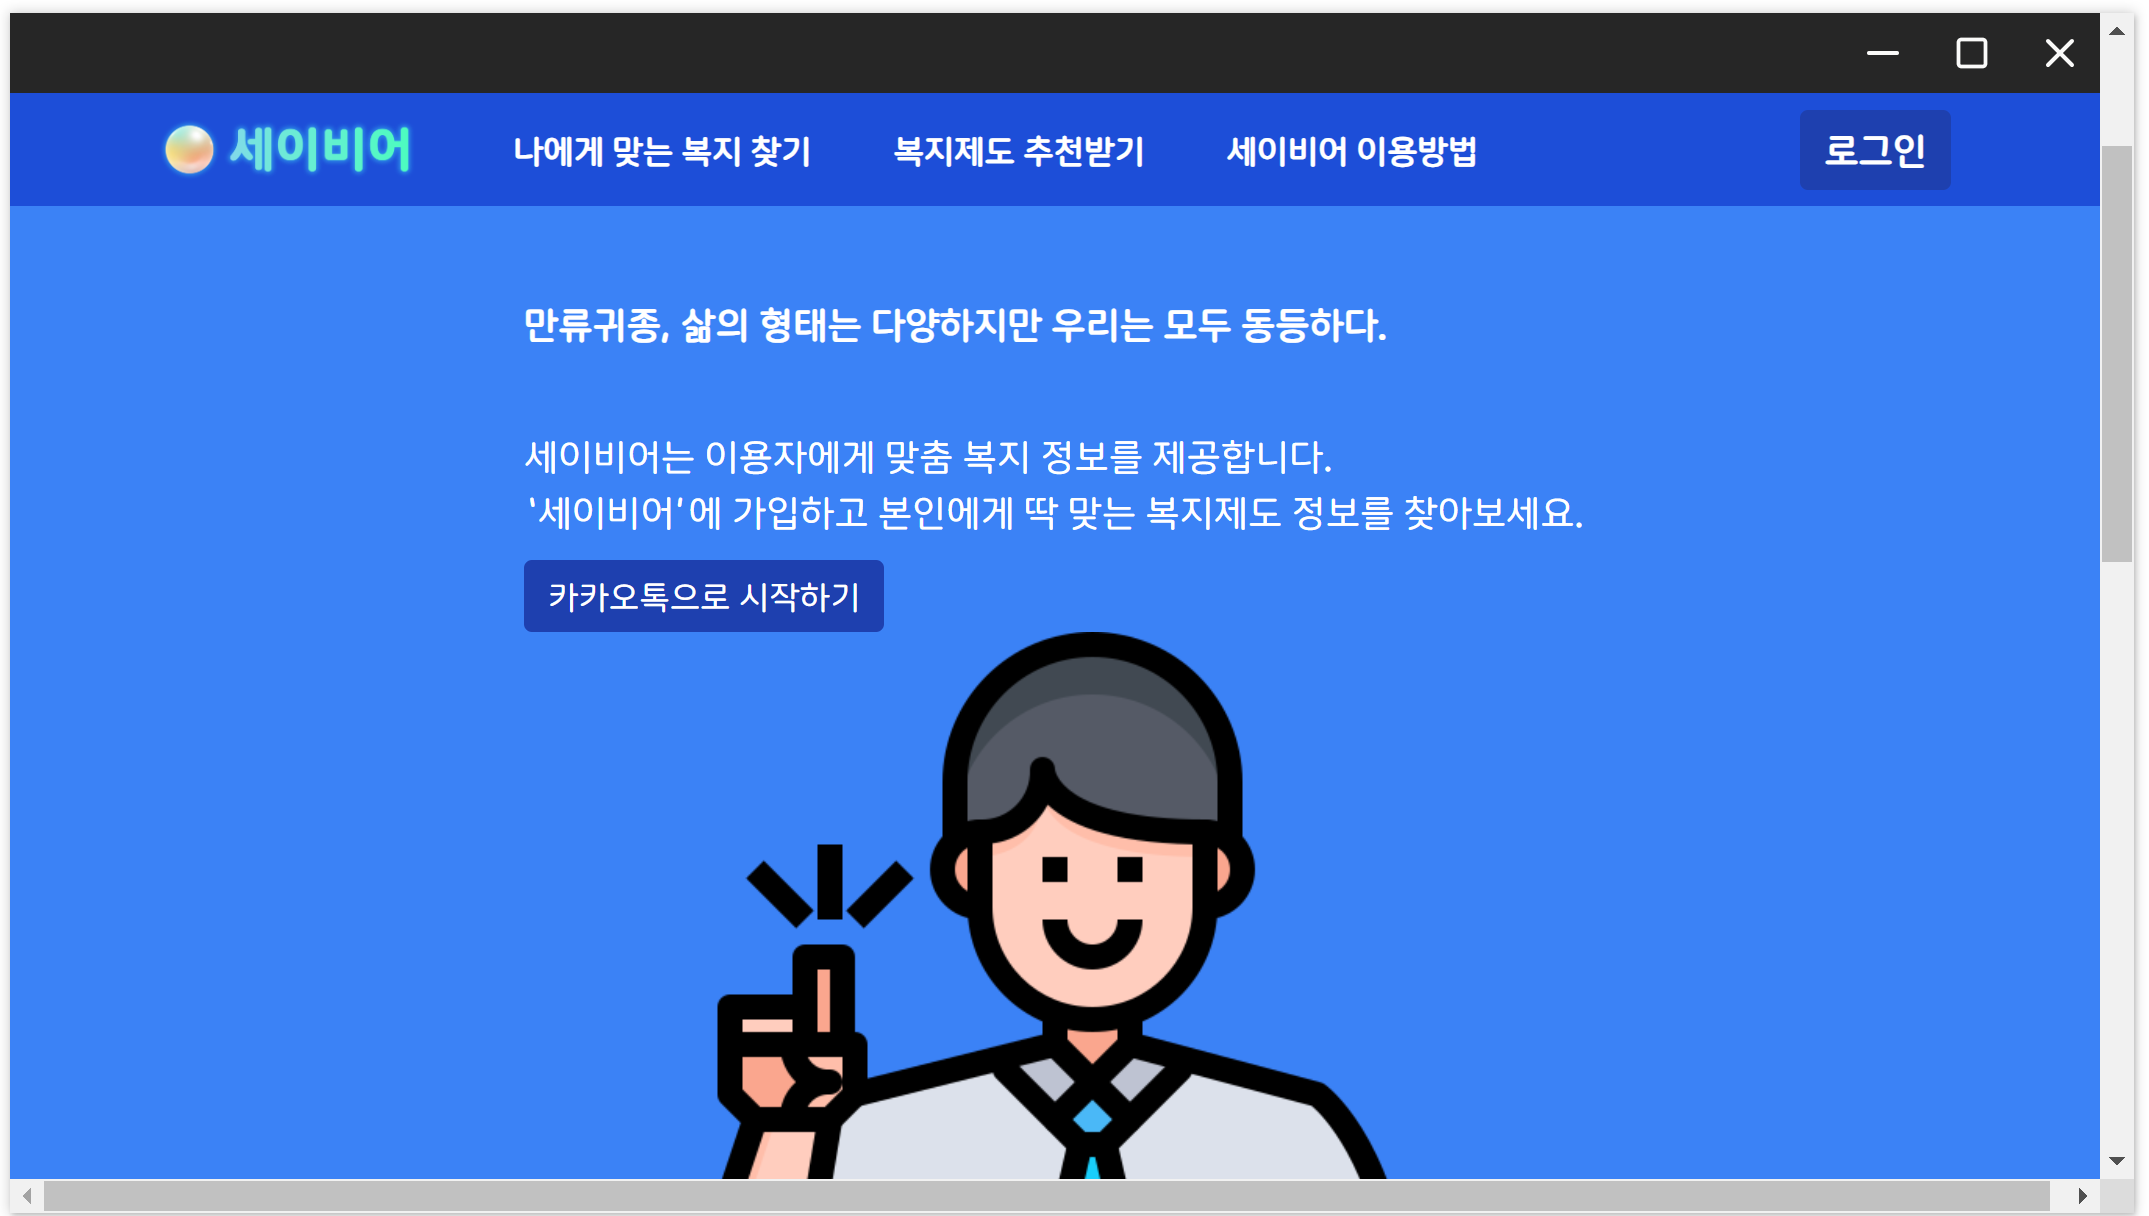 세이비어
나에게 맞는 복지 찾기
복지제도 추천받기
세이비어 이용방법
로그인
만류귀종, 삶의 형태는 다양하지만 우리는 모두 동등하다.
세이비어는 이용자에게 맞춤 복지 정보를 제공합니다.
'세이비어'에 가입하고 본인에게 딱 맞는 복지제도 정보를 찾아보세요.
카카오톡으로 시작하기